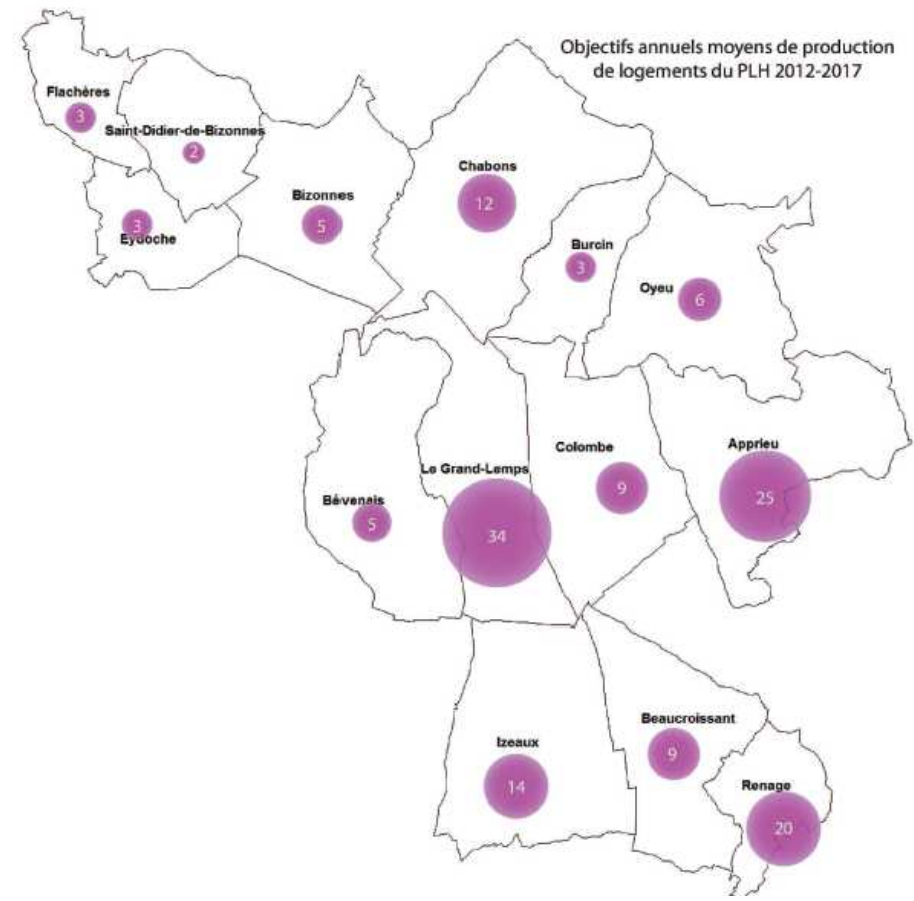 Objectifs annuels moyens de production
de logements du PLH 2012-2017
Flachères
3
Saint-Didier-de-Bizonnes
2
Eydoche
3
Bizonnes
5
Chabons
12
Burcin
3
Oyeu
6
Bévenais
5
Le Grand-Lemps
34
Colombe
9
Apprieu
25
Izeaux
14
Beaucroissant
9
Renage
20